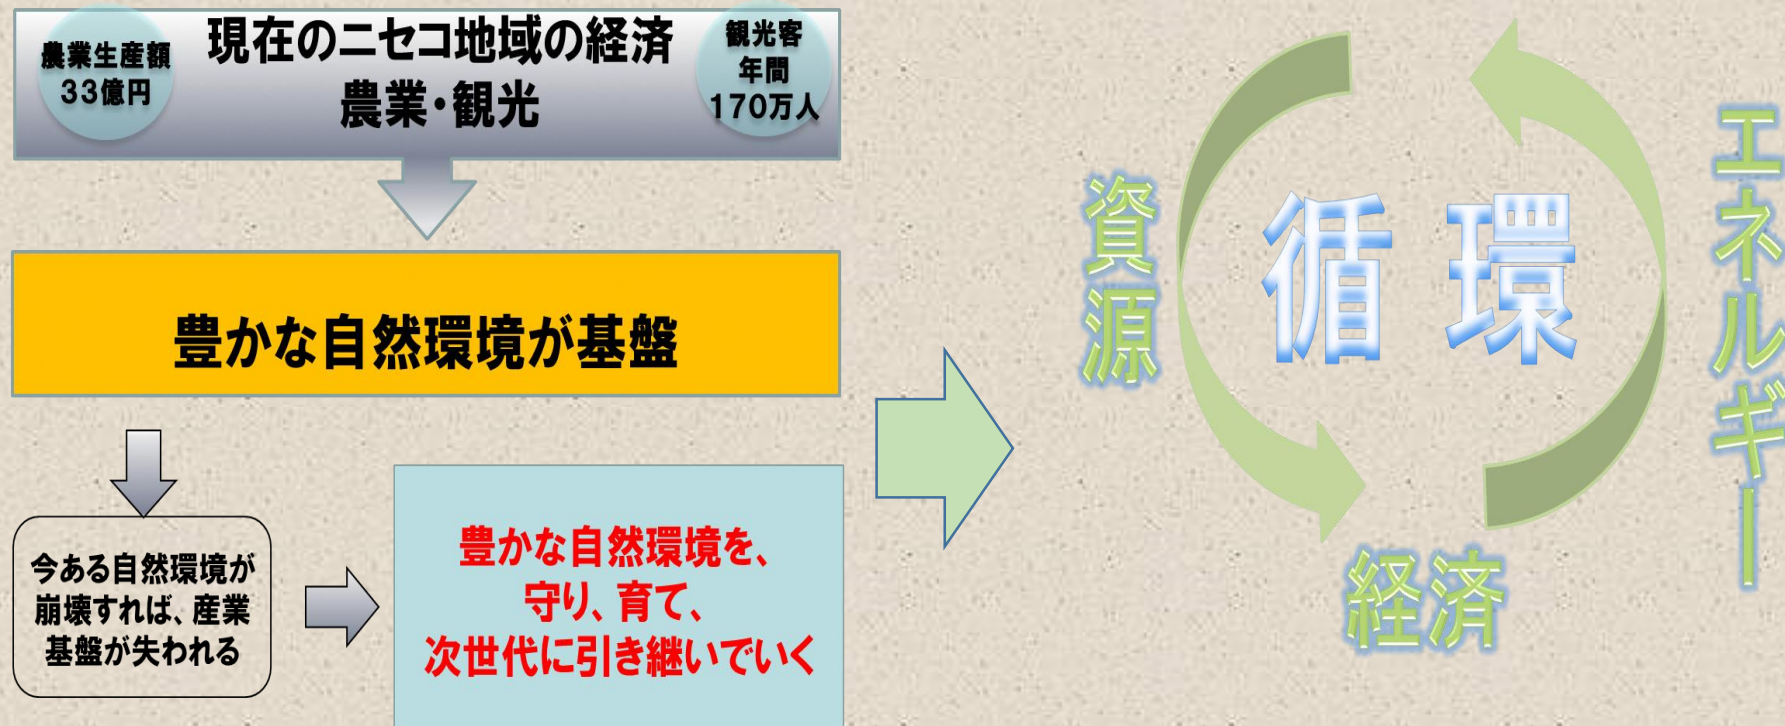 農業生産額
33億円
現在のニセコ地域の経済
農業・観光
観光客
年間
170万人
豊かな自然環境が基盤
今ある自然環境が
崩壊すれば、産業
基盤が失われる
豊かな自然環境を、
守り、育て、
次世代に引き継いでいく
資源
循環
エネルギー
経済